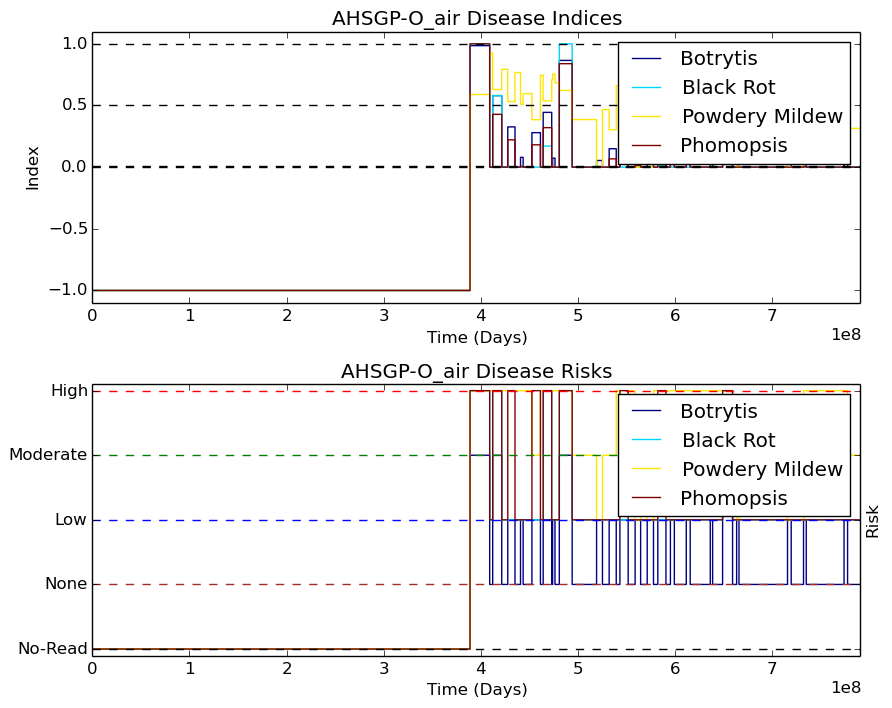 AHSGP-O_air Disease Indices
1.0
0.5
0.0
−0.5
−1.0
Index
Botrytis
Black Rot
Powdery Mildew
Phomopsis
0 1 2 3 4 5 6 7
1e8
Time (Days)
AHSGP-O_air Disease Risks
High
Moderate
Low
None
No-Read
Botrytis
Black Rot
Powdery Mildew
Phomopsis
Risk
0 1 2 3 4 5 6 7
1e8
Time (Days)